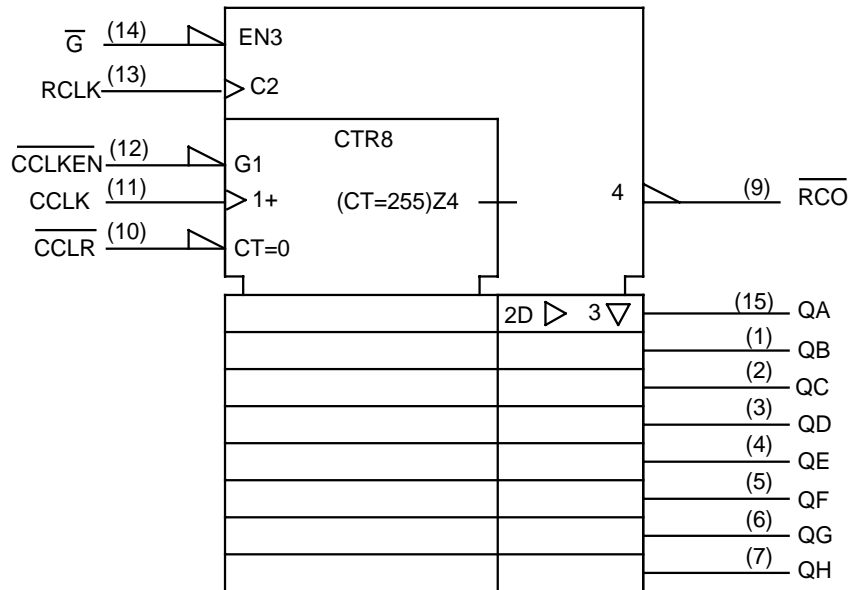 G (14) EN3
RCLK (13) C2
CTR8
CCLKEN (12) G1
CCLK (11) 1+ (CT=255)Z4 4 (9) RCO
CCLR (10) CT=0
2D 3 (15) QA
(1) QB
(2) QC
(3) QD
(4) QE
(5) QF
(6) QG
(7) QH